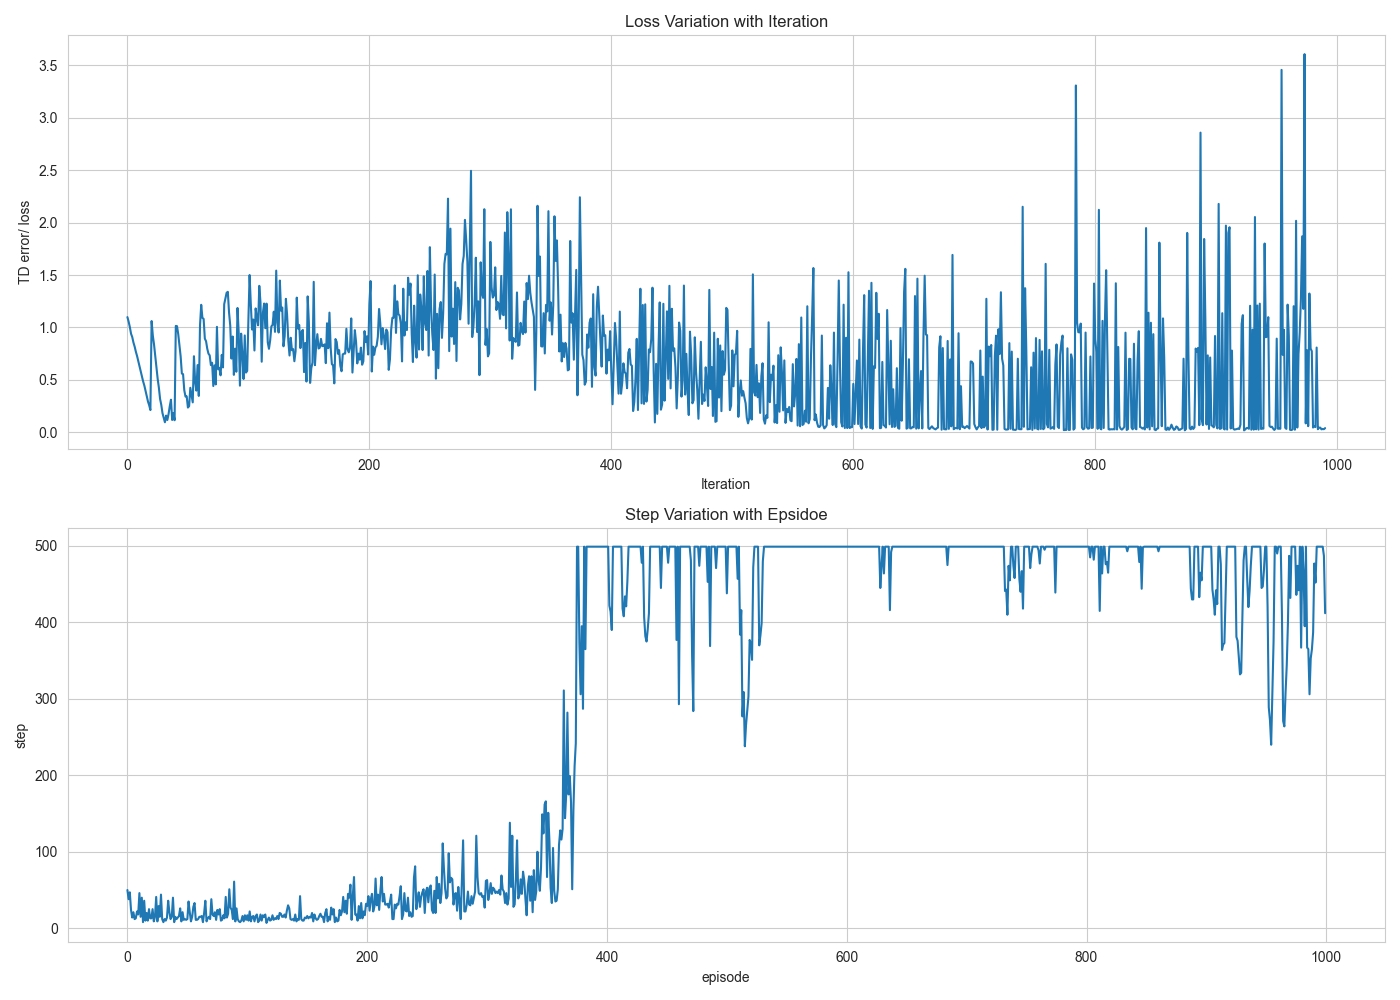 Loss Variation with Iteration
3.5
3.0
2.5
2.0
1.5
1.0
0.5
0.0
TD error/ loss
0 200 400 600 800 1000
Iteration
Step Variation with Epsidoe
500
400
300
200
100
0
step
0 200 400 600 800 1000
episode